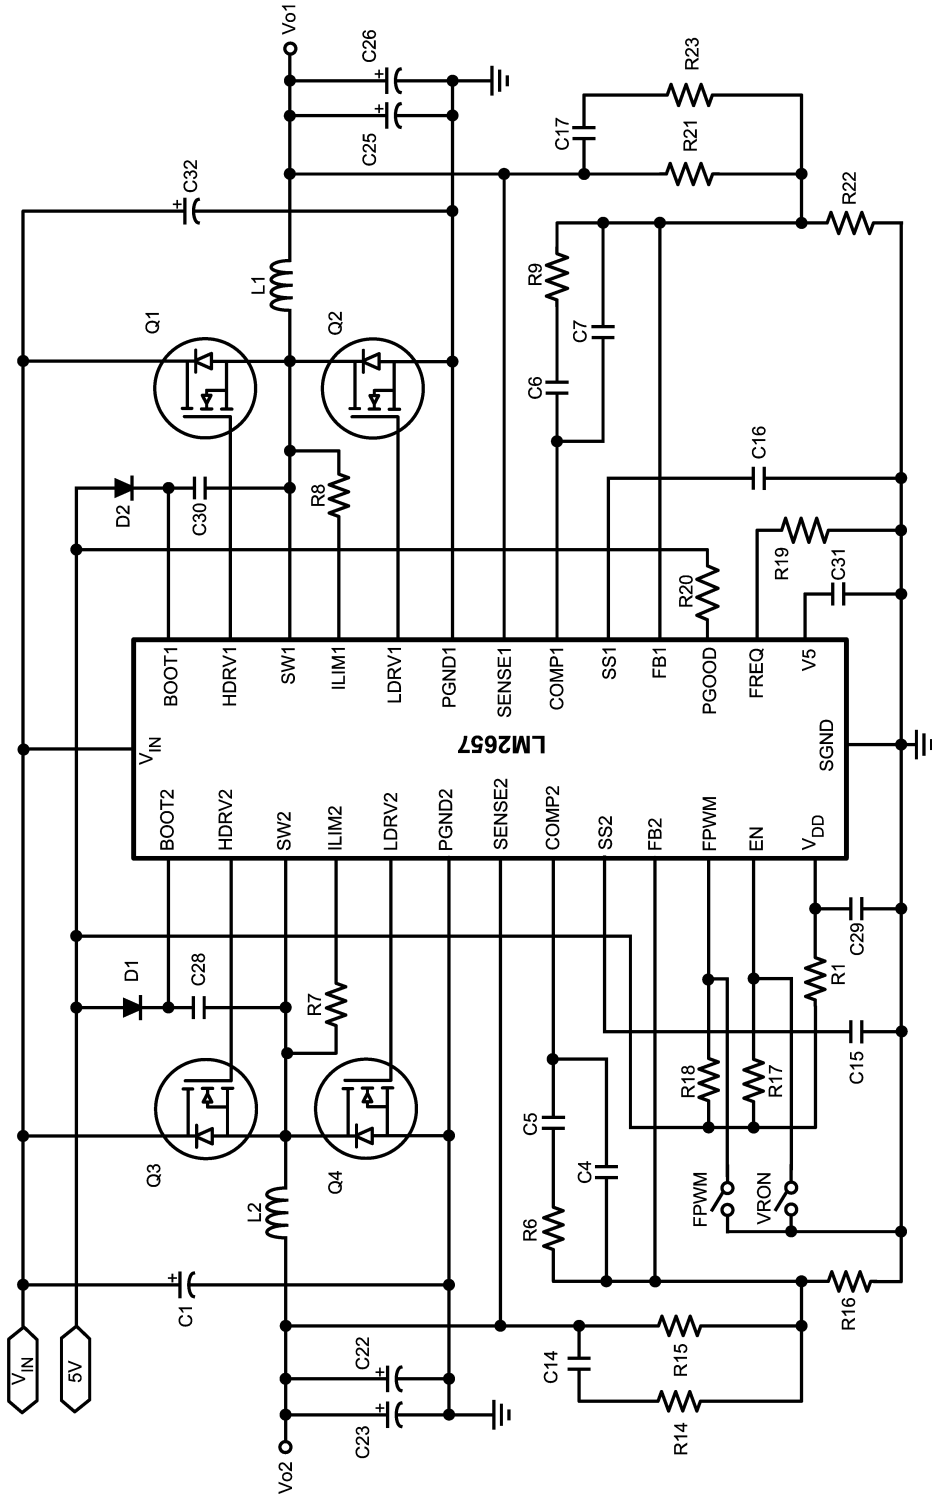 VIN
5V
Vo2
Vo1
C1
C32
L2
L1
Q3
Q1
Q4
Q2
D1
D2
C28
C30
R7
R8
C23
C22
C25
C26
LM2657
VIN
BOOT2
HDRV2
SW2
ILIM2
LDRV2
PGND2
SENSE2
COMP2
SS2
FB2
FPWM
EN
VDD
BOOT1
HDRV1
SW1
ILIM1
LDRV1
PGND1
SENSE1
COMP1
SS1
FB1
PGOOD
FREQ
V5
SGND
R6
C5
C4
C14
R14
R15
R16
FPWM
VRON
R18
R17
C15
R1
C29
R20
R19
C31
C16
C6
R9
C7
R22
C17
R21
R23